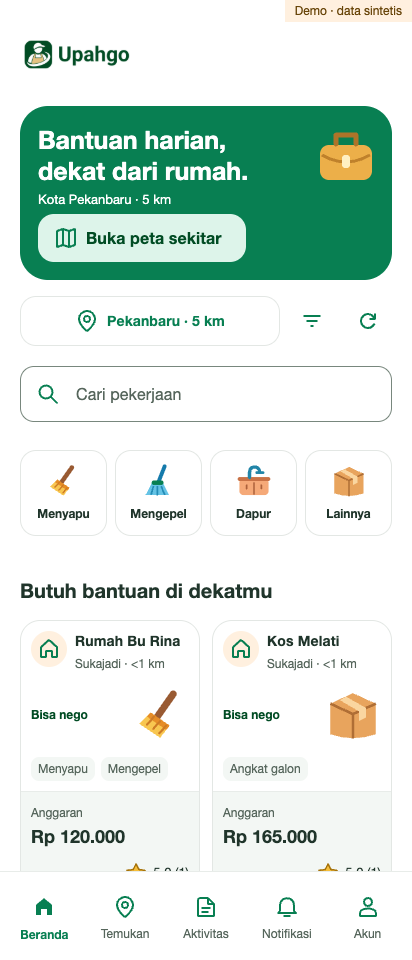 Demo · data sintetis
Upahgo
Bantuan harian,
dekat dari rumah.
Kota Pekanbaru · 5 km
Buka peta sekitar
Pekanbaru · 5 km
Cari pekerjaan
Menyapu
Mengepel
Dapur
Lainnya
Butuh bantuan di dekatmu
Rumah Bu Rina
Sukajadi · <1 km
Bisa nego
Menyapu
Mengepel
Anggaran
Rp 120.000
Kos Melati
Sukajadi · <1 km
Bisa nego
Angkat galon
Anggaran
Rp 165.000
Beranda
Temukan
Aktivitas
Notifikasi
Akun